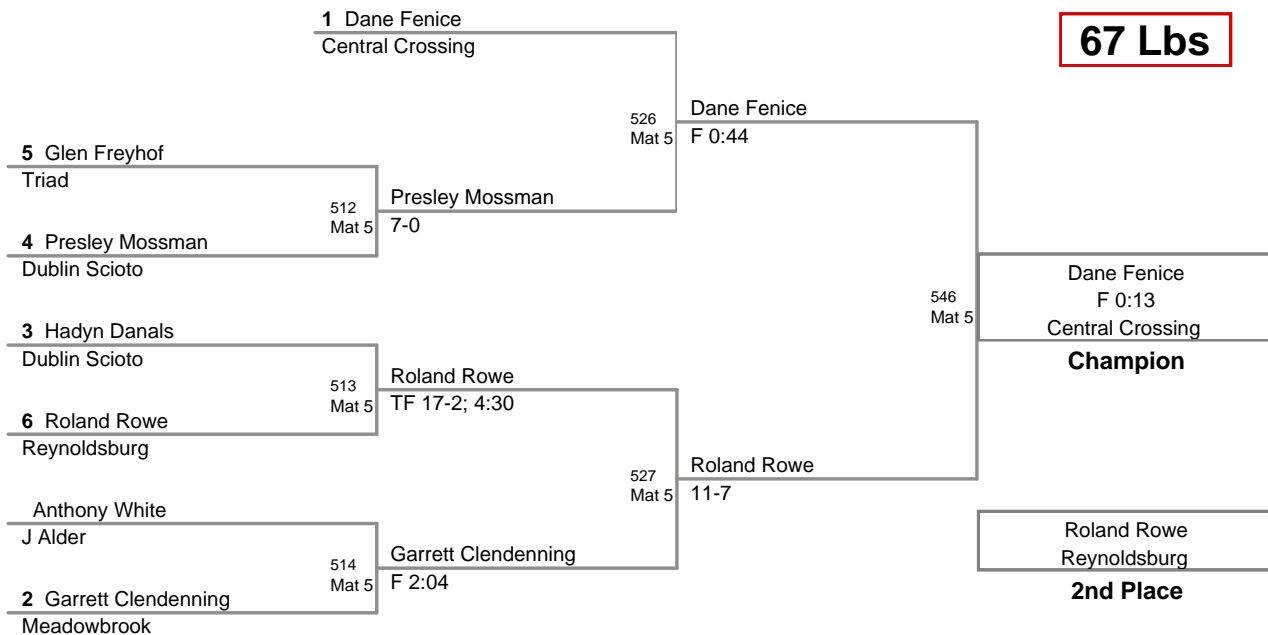 1 Dane Fenice
Central Crossing
67 Lbs
526
Mat 5
Dane Fenice
F 0:44
5 Glen Freyhof
Triad
512
Mat 5
Presley Mossman
7-0
4 Presley Mossman
Dublin Scioto
546
Mat 5
Dane Fenice
F 0:13
Central Crossing
Champion
3 Hadyn Danals
Dublin Scioto
513
Mat 5
Roland Rowe
TF 17-2; 4:30
6 Roland Rowe
Reynoldsburg
527
Mat 5
Roland Rowe
11-7
Anthony White
J Alder
514
Mat 5
Garrett Clendenning
F 2:04
2 Garrett Clendenning
Meadowbrook
Roland Rowe
Reynoldsburg
2nd Place